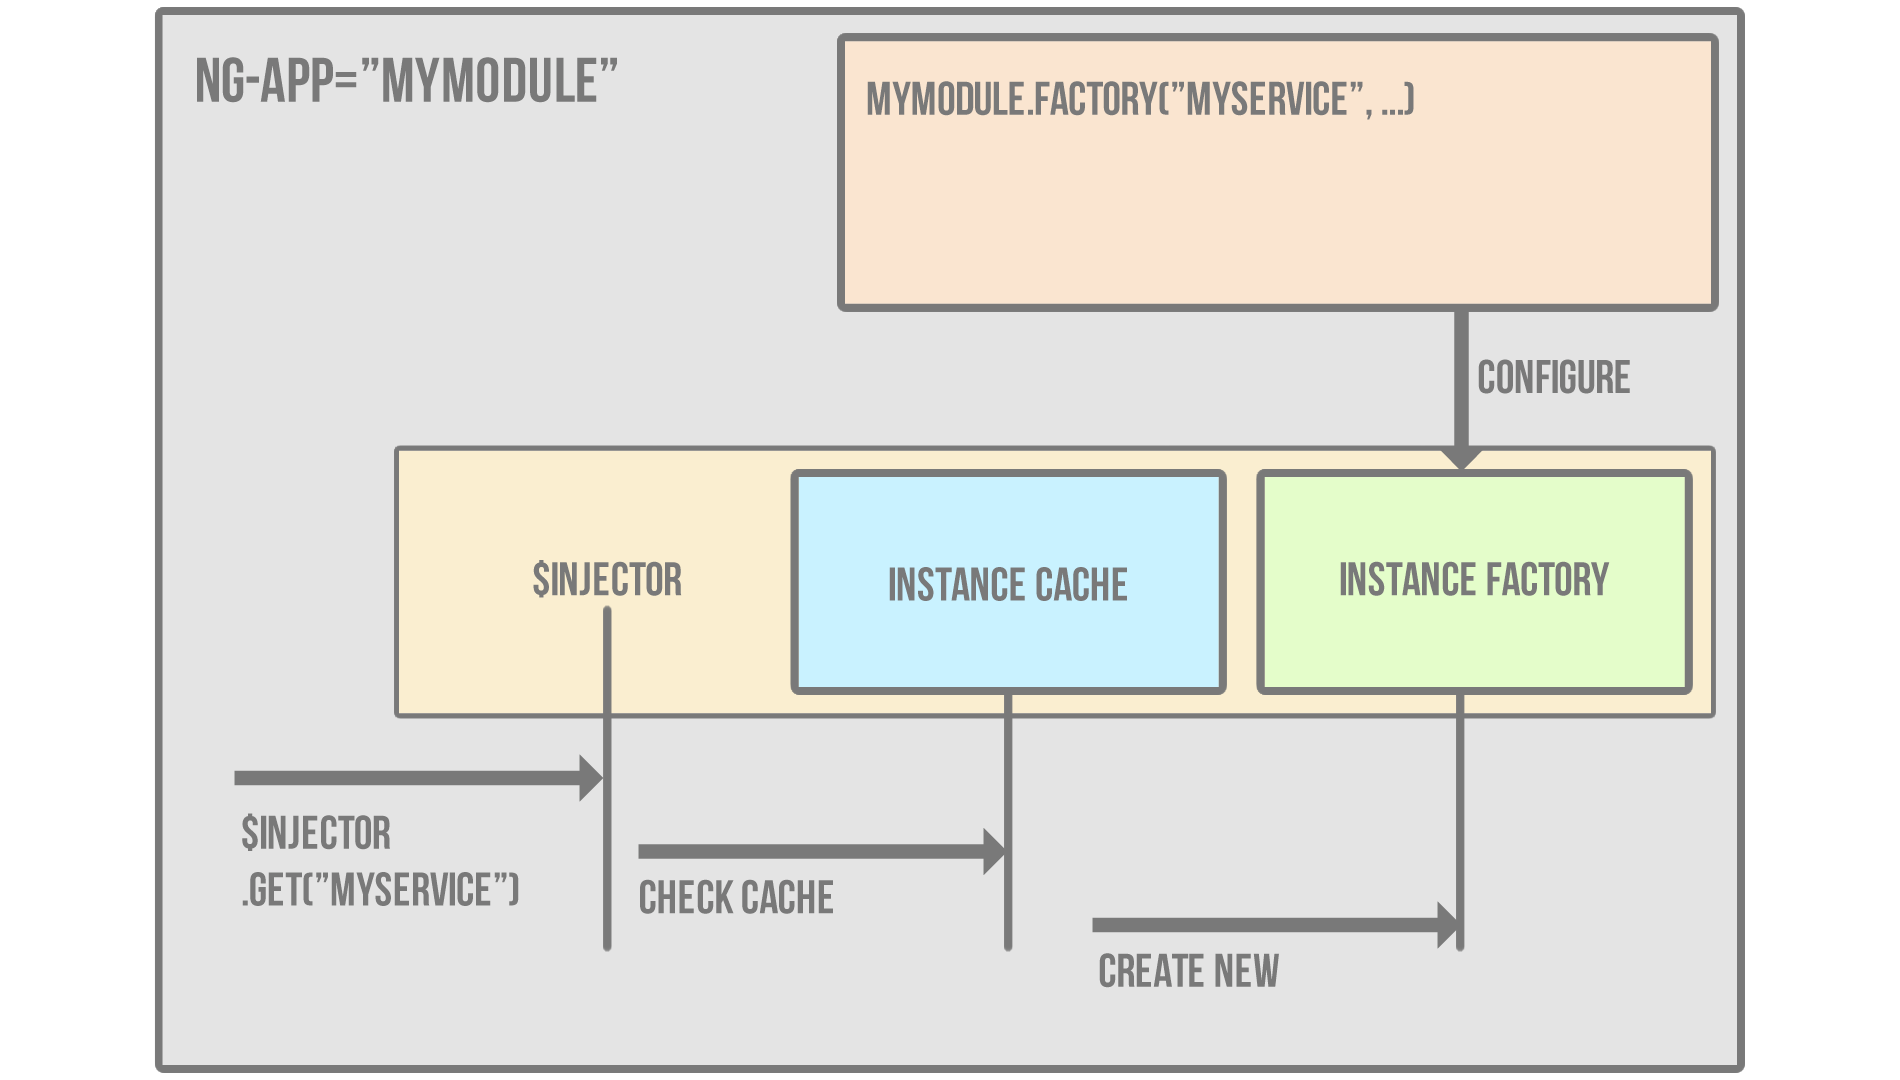 NG-APP=”MYMODULE”
MYMODULE.FACTORY(”MYSERVICE”, ...)
CONFIGURE
$INJECTOR
INSTANCE CACHE
INSTANCE FACTORY
$INJECTOR
.GET(”MYSERVICE”)
CHECK CACHE
CREATE NEW